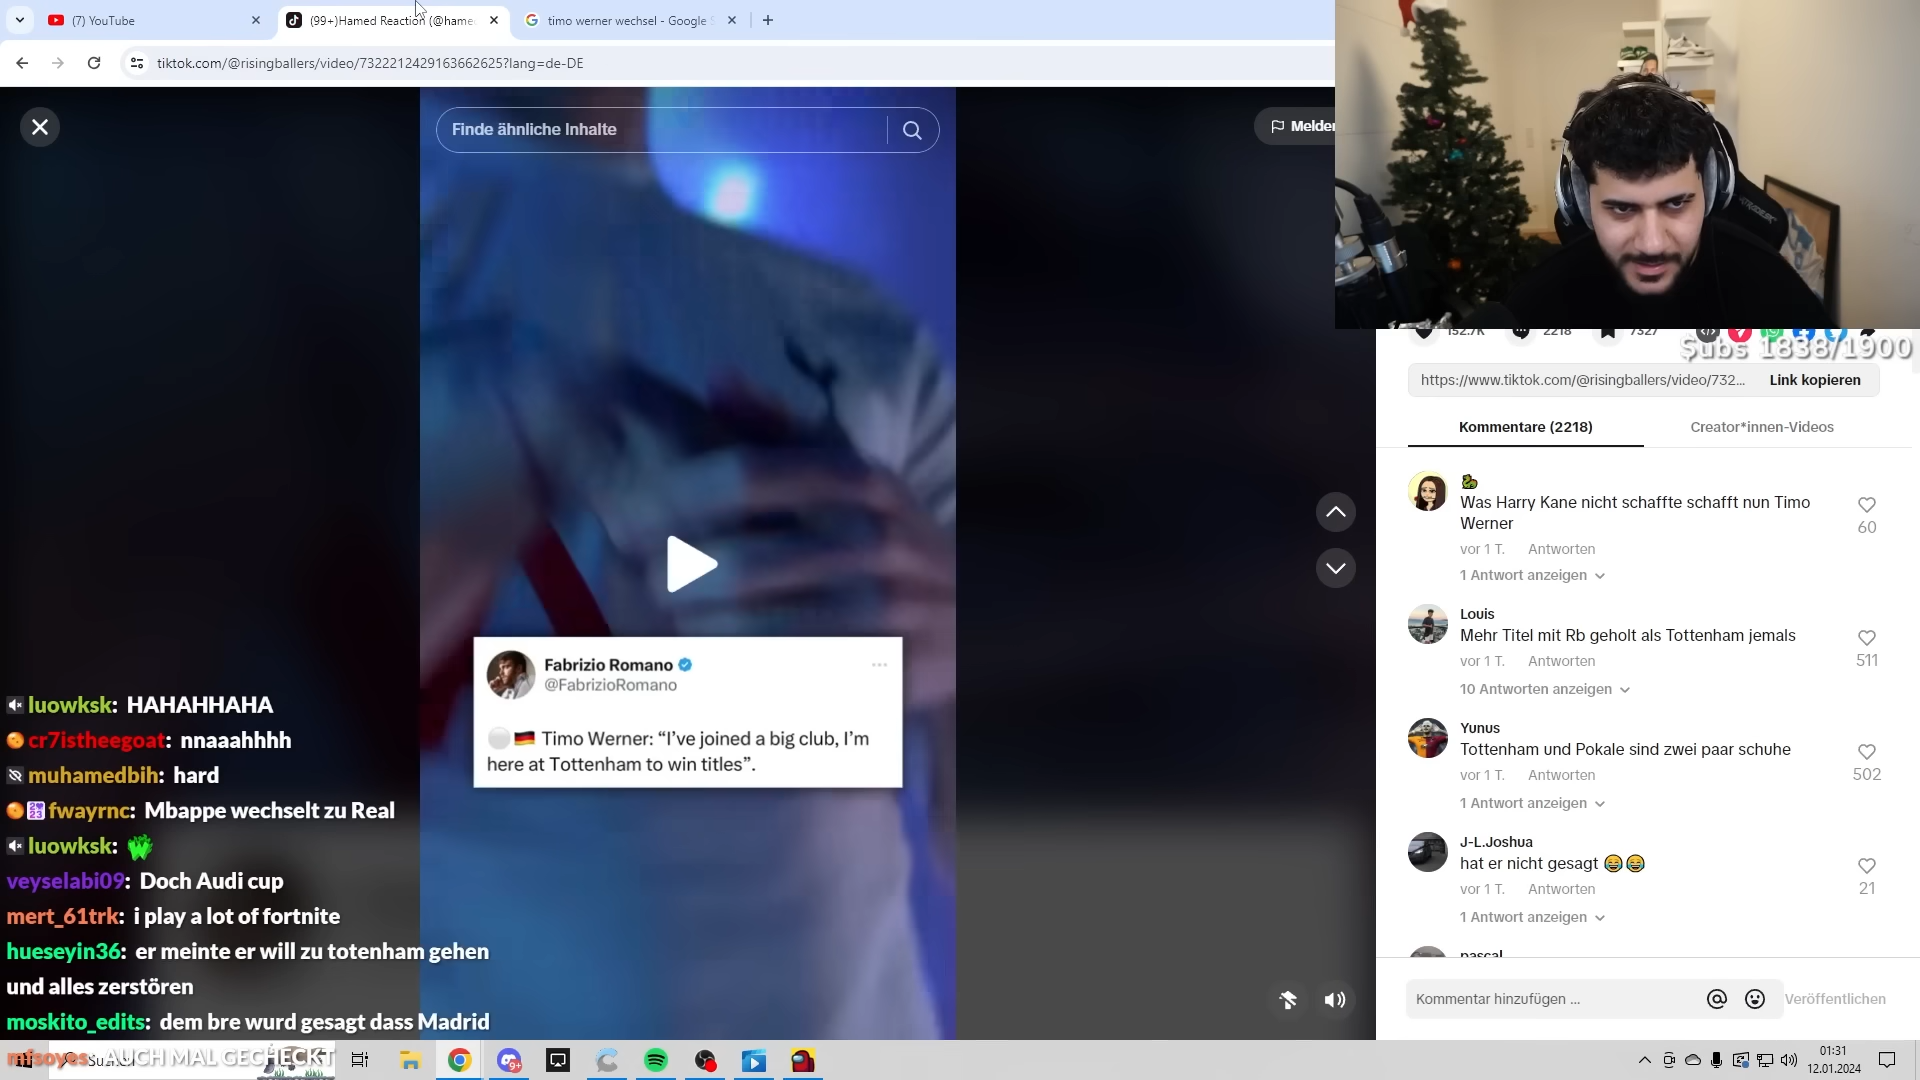 (7) YouTube
(99+)Hamed Reaction (@hame
timo werner wechsel - Google S
tiktok.com/@risingballers/video/7322212429163662625?lang=de-DE
Finde ähnliche Inhalte
Melden
152.7K
2218
7327
Subs 1838/1900
https://www.tiktok.com/@risingballers/video/732...
Link kopieren
Kommentare (2218)
Creator*innen-Videos
Was Harry Kane nicht schaffte schafft nun Timo
Werner
60
vor 1 T.
Antworten
1 Antwort anzeigen
Louis
Mehr Titel mit Rb geholt als Tottenham jemals
511
vor 1 T.
Antworten
10 Antworten anzeigen
Yunus
Tottenham und Pokale sind zwei paar schuhe
502
vor 1 T.
Antworten
1 Antwort anzeigen
J-L.Joshua
hat er nicht gesagt 😂😂
21
vor 1 T.
Antworten
1 Antwort anzeigen
pascal
Kommentar hinzufügen ...
Veröffentlichen
Fabrizio Romano
@FabrizioRomano
⚪🇩🇪 Timo Werner: “I’ve joined a big club, I’m
here at Tottenham to win titles”.
luowksk: HAHAHHAHA
cr7istheegoat: nnaaahhhh
muhamedbih: hard
fwayrnc: Mbappe wechselt zu Real
luowksk:
veyselabi09: Doch Audi cup
mert_61trk: i play a lot of fortnite
hueseyin36: er meinte er will zu totenham gehen
und alles zerstören
moskito_edits: dem bre wurd gesagt dass Madrid
mfsoyes: AUCH MAL GECHECKT
Suchen
9+
01:31
12.01.2024